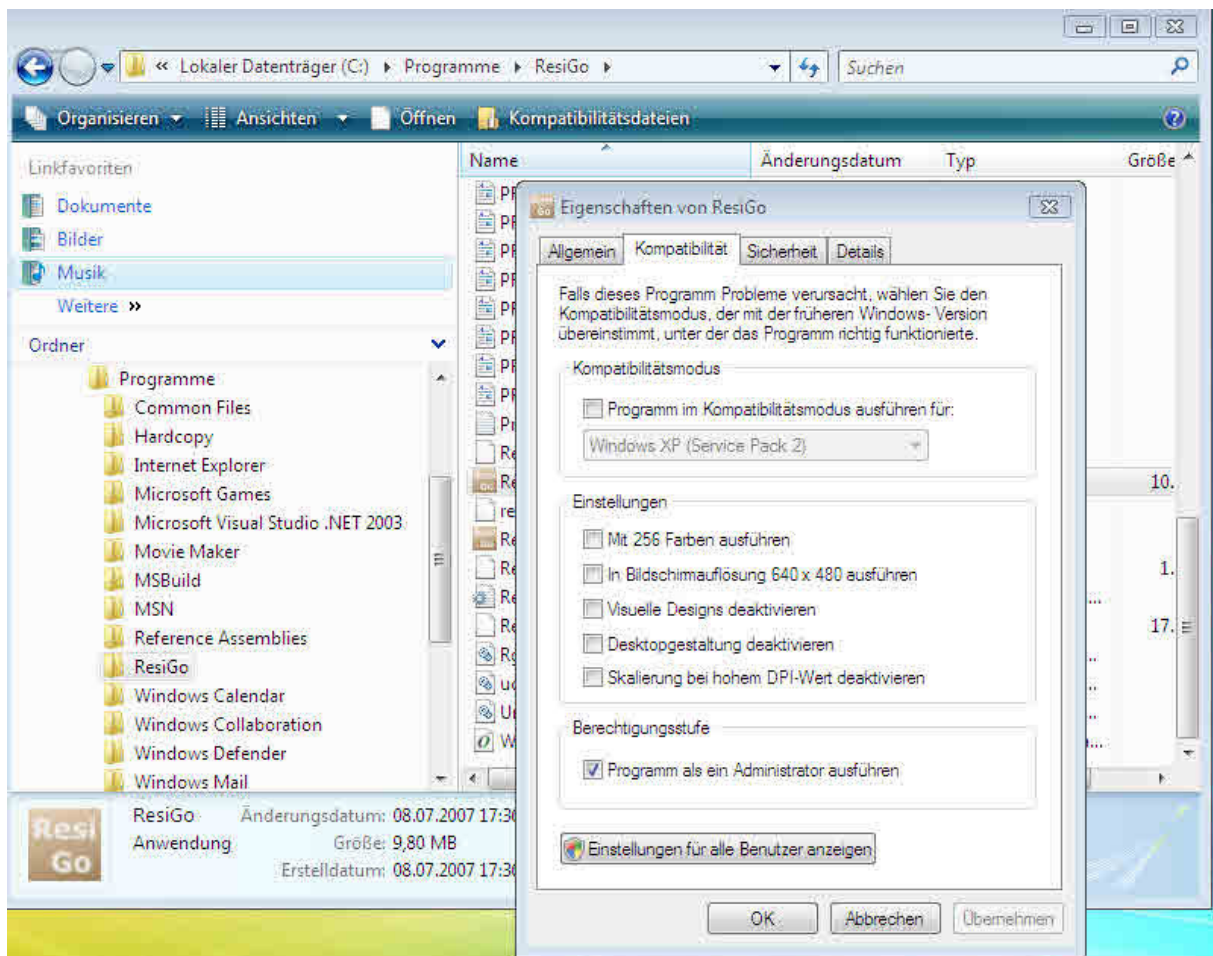 « Lokaler Datenträger (C:) Programme ResiGo
Suchen
Organisieren Ansichten Öffnen Kompatibilitätsdateien
Linkfavoriten
Dokumente
Bilder
Musik
Weitere »
Ordner
Programme
Common Files
Hardcopy
Internet Explorer
Microsoft Games
Microsoft Visual Studio .NET 2003
Movie Maker
MSBuild
MSN
Reference Assemblies
ResiGo
Windows Calendar
Windows Collaboration
Windows Defender
Windows Mail
Name Änderungsdatum Typ Größe
10.
1.
17.
Eigenschaften von ResiGo
Allgemein Kompatibilität Sicherheit Details
Falls dieses Programm Probleme verursacht, wählen Sie den
Kompatibilitätsmodus, der mit der früheren Windows- Version
übereinstimmt, unter der das Programm richtig funktionierte.
Kompatibilitätsmodus
Programm im Kompatibilitätsmodus ausführen für:
Windows XP (Service Pack 2)
Einstellungen
Mit 256 Farben ausführen
In Bildschirmauflösung 640 x 480 ausführen
Visuelle Designs deaktivieren
Desktopgestaltung deaktivieren
Skalierung bei hohem DPI-Wert deaktivieren
Berechtigungsstufe
Programm als ein Administrator ausführen
Einstellungen für alle Benutzer anzeigen
OK Abbrechen Übernehmen
Resi
Go
ResiGo Änderungsdatum: 08.07.2007 17:36
Anwendung Größe: 9,80 MB
Erstelldatum: 08.07.2007 17:36